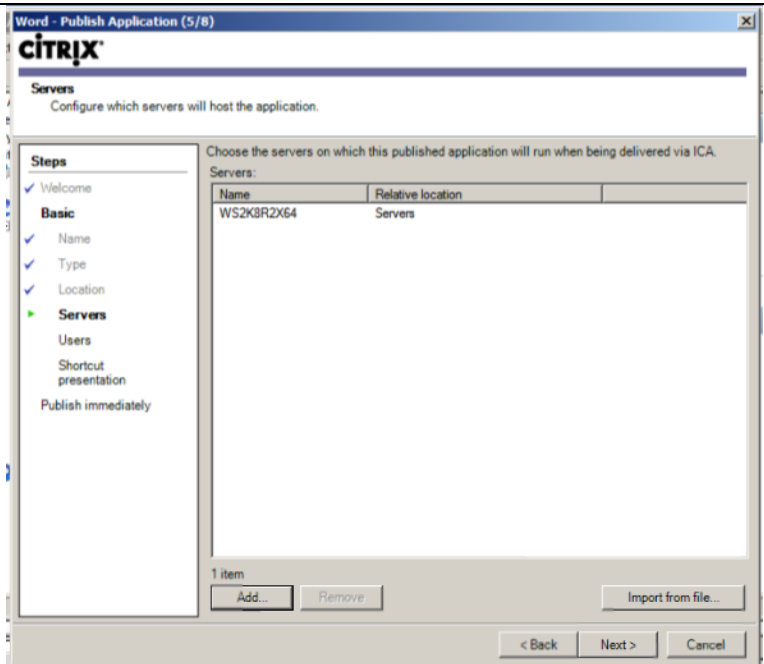 Word - Publish Application (5/8)
CİTRIX
Servers
Configure which servers will host the application.
Steps
Welcome
Basic
Name
Type
Location
Servers
Users
Shortcut
presentation
Publish immediately
Choose the servers on which this published application will run when being delivered via ICA.
Servers:
Name Relative location
WS2K8R2X64 Servers
1 item
Add... Remove Import from file...
< Back Next > Cancel